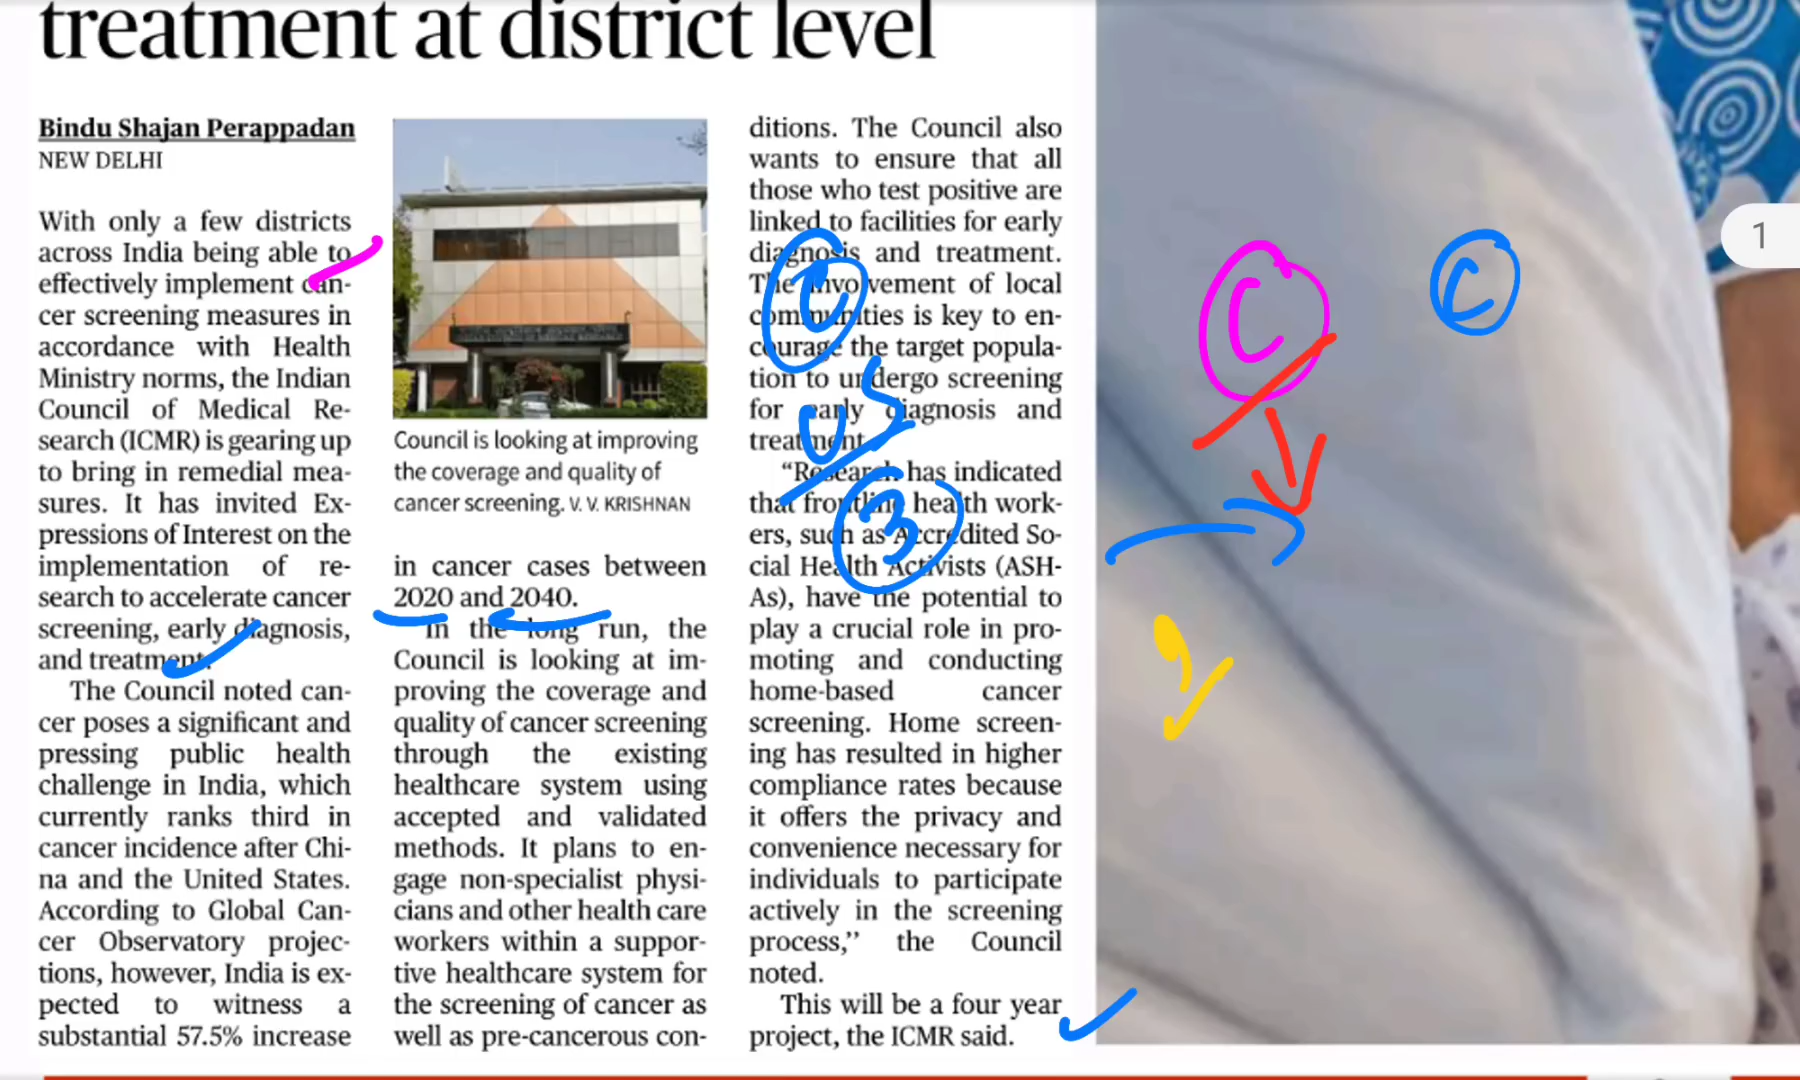 treatment at district level
Bindu Shajan Perappadan
NEW DELHI
With only a few districts
across India being able to
effectively implement can-
cer screening measures in
accordance with Health
Ministry norms, the Indian
Council of Medical Re-
search (ICMR) is gearing up
to bring in remedial mea-
sures. It has invited Ex-
pressions of Interest on the
implementation of re-
search to accelerate cancer
screening, early diagnosis,
and treatment.
The Council noted can-
cer poses a significant and
pressing public health
challenge in India, which
currently ranks third in
cancer incidence after Chi-
na and the United States.
According to Global Can-
cer Observatory projec-
tions, however, India is ex-
pected to witness a
substantial 57.5% increase
Council is looking at improving
the coverage and quality of
cancer screening. V. V. KRISHNAN
in cancer cases between
2020 and 2040.
In the long run, the
Council is looking at im-
proving the coverage and
quality of cancer screening
through the existing
healthcare system using
accepted and validated
methods. It plans to en-
gage non-specialist physi-
cians and other health care
workers within a suppor-
tive healthcare system for
the screening of cancer as
well as pre-cancerous con-
ditions. The Council also
wants to ensure that all
those who test positive are
linked to facilities for early
diagnosis and treatment.
The involvement of local
communities is key to en-
courage the target popula-
tion to undergo screening
for early diagnosis and
treatment.
“Research has indicated
that frontline health work-
ers, such as Accredited So-
cial Health Activists (ASH-
As), have the potential to
play a crucial role in pro-
moting and conducting
home-based cancer
screening. Home screen-
ing has resulted in higher
compliance rates because
it offers the privacy and
convenience necessary for
individuals to participate
actively in the screening
process,’’ the Council
noted.
This will be a four year
project, the ICMR said.
C
US
3
C
C
1